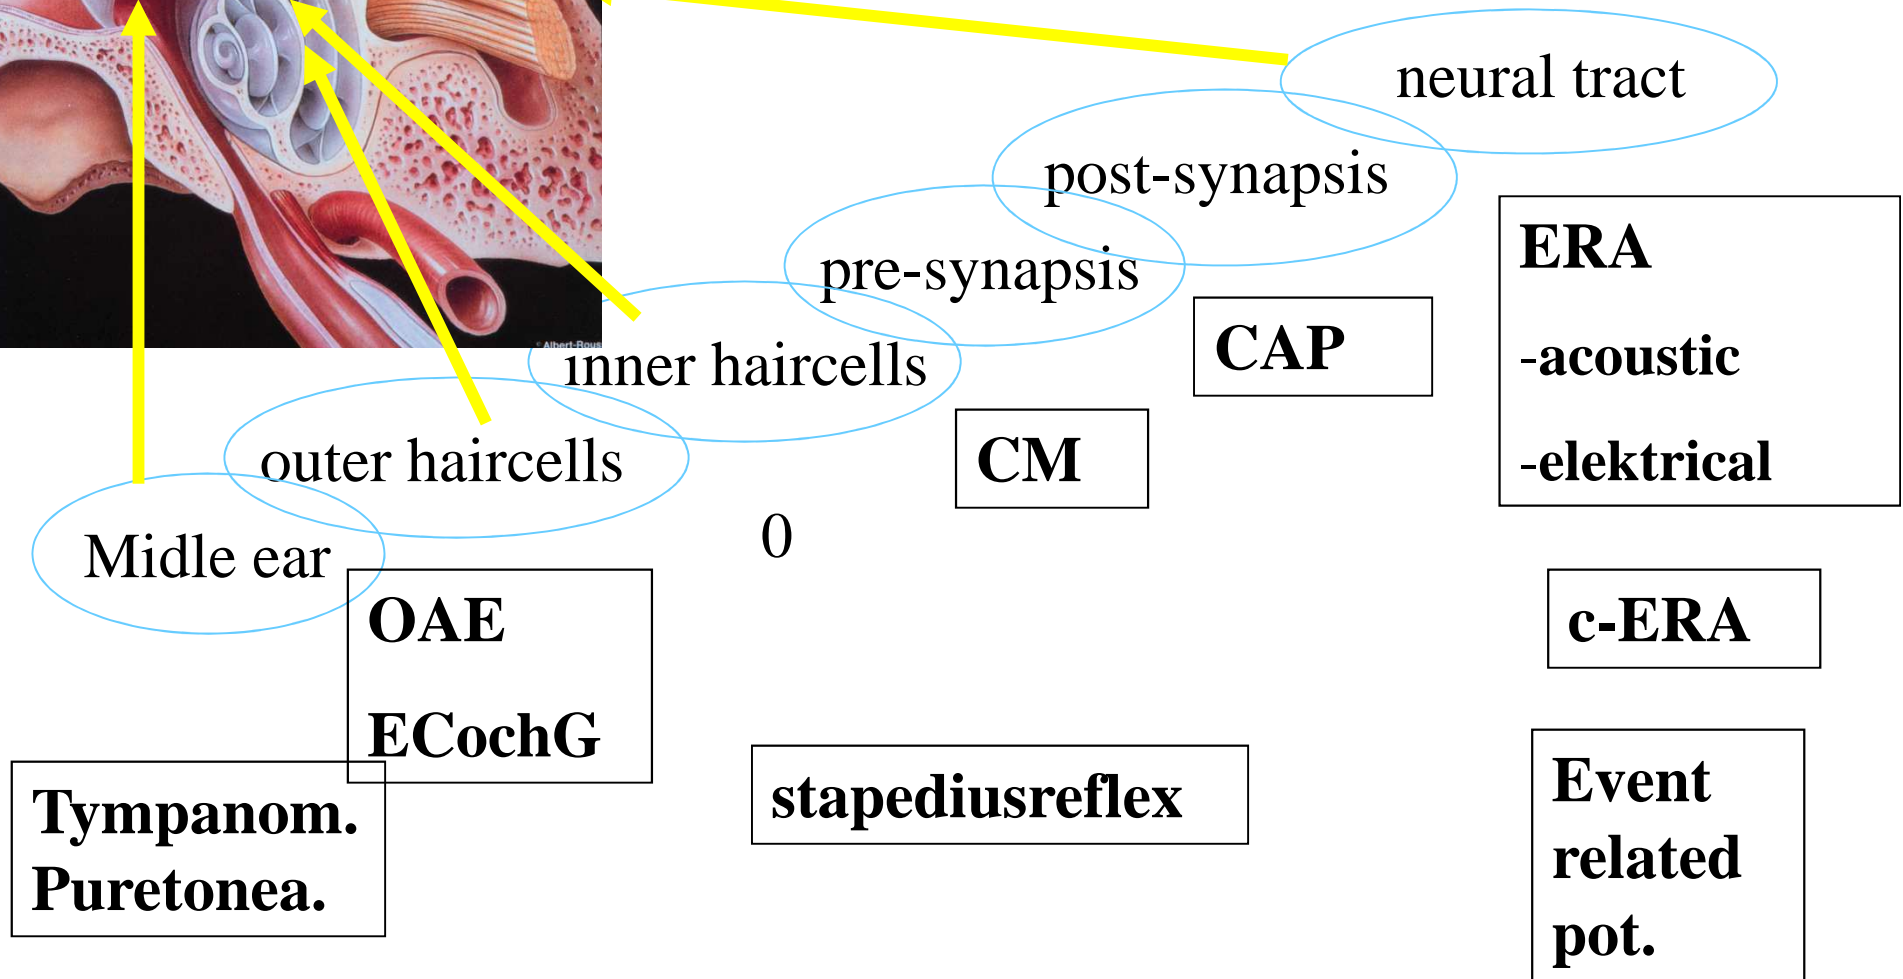 neural tract
post-synapsis
pre-synapsis
inner haircells
outer haircells
Midle ear
ERA
-acoustic
-elektrical
CAP
CM
0
OAE
ECochG
c-ERA
Tympanom.
Puretonea.
stapediusreflex
Event
related
pot.